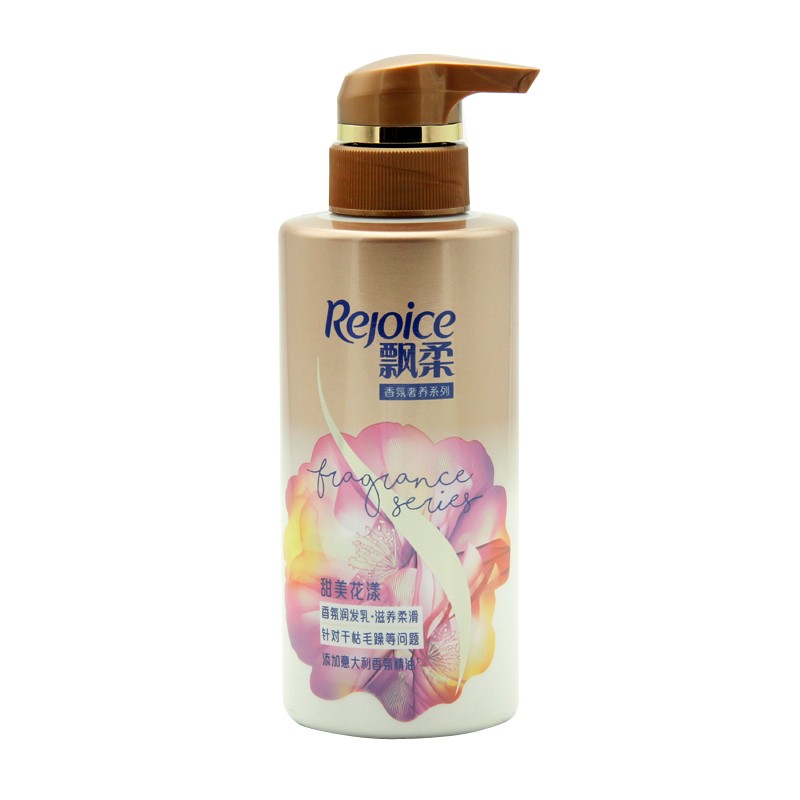 Rejoice
飘柔
香氛奢养系列
fragrance
series
甜美花漾
香氛润发乳·滋养柔滑
针对干枯毛躁等问题
添加意大利香氛精油